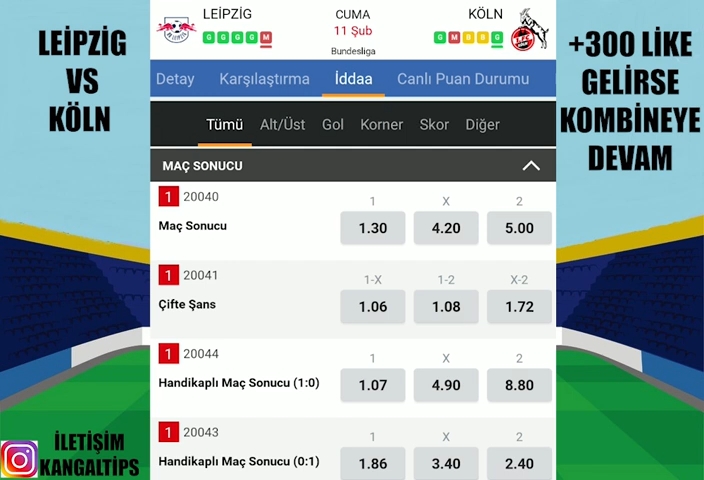 LEİPZİG
VS
KÖLN
LEİPZİG
G G G G M
CUMA
11 Şub
Bundesliga
KÖLN
G M B B G
+300 LİKE
GELİRSE
KOMBİNEYE
DEVAM
Detay Karşılaştırma İddaa Canlı Puan Durumu
Tümü Alt/Üst Gol Korner Skor Diğer
MAÇ SONUCU
1 20040 1 X 2
Maç Sonucu 1.30 4.20 5.00
1 20041 1-X 1-2 X-2
Çifte Şans 1.06 1.08 1.72
1 20044 1 X 2
Handikaplı Maç Sonucu (1:0) 1.07 4.90 8.80
1 20043 1 X 2
Handikaplı Maç Sonucu (0:1) 1.86 3.40 2.40
İLETİŞİM
KANGALTİPS